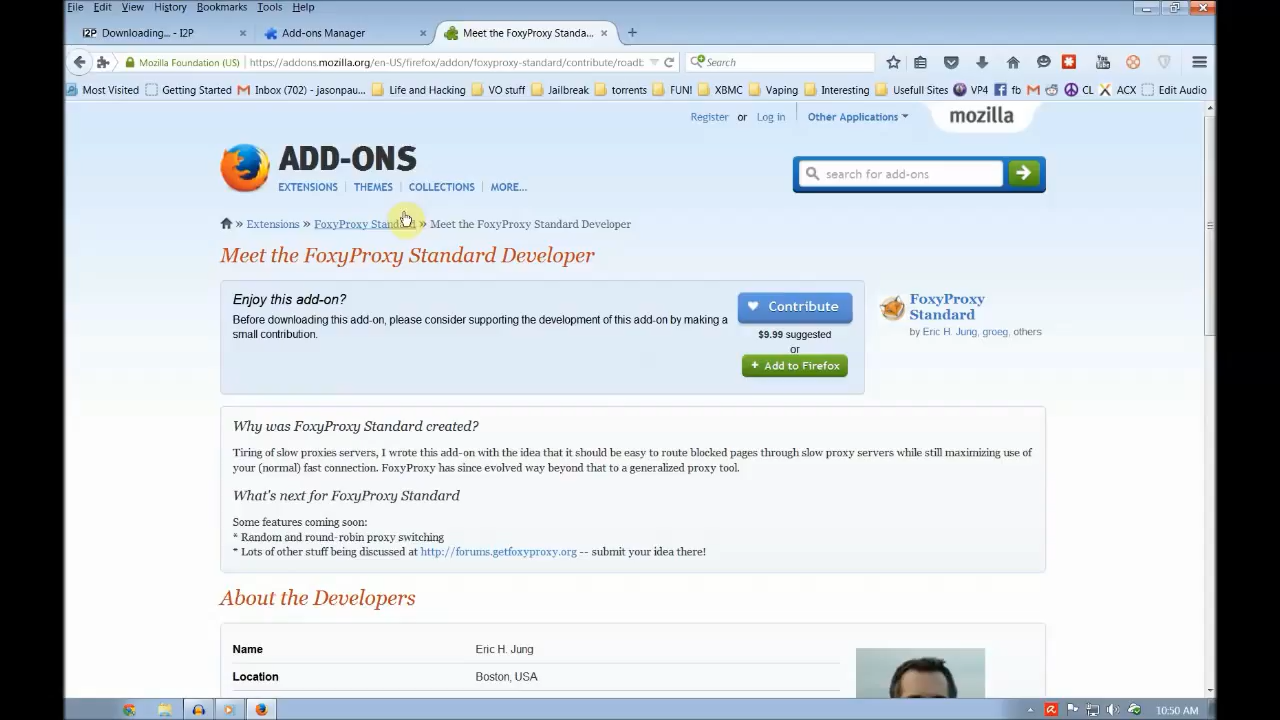 File Edit View History Bookmarks Tools Help
I2P Downloading... - I2P
Add-ons Manager
Meet the FoxyProxy Standa...
Mozilla Foundation (US)
https://addons.mozilla.org/en-US/firefox/addon/foxyproxy-standard/contribute/roadb
Search
Most Visited Getting Started Inbox (702) - jasonpau... Life and Hacking VO stuff Jailbreak torrents FUN! XBMC Vaping Interesting Usefull Sites VP4 fb CL ACX Edit Audio
Register or Log in Other Applications
mozilla
ADD-ONS
EXTENSIONS THEMES COLLECTIONS MORE...
search for add-ons
» Extensions » FoxyProxy Standard » Meet the FoxyProxy Standard Developer
Meet the FoxyProxy Standard Developer
Enjoy this add-on?
Before downloading this add-on, please consider supporting the development of this add-on by making a
small contribution.
Contribute
$9.99 suggested
or
+ Add to Firefox
FoxyProxy
Standard
by Eric H. Jung, groeg, others
Why was FoxyProxy Standard created?
Tiring of slow proxies servers, I wrote this add-on with the idea that it should be easy to route blocked pages through slow proxy servers while still maximizing use of
your (normal) fast connection. FoxyProxy has since evolved way beyond that to a generalized proxy tool.
What's next for FoxyProxy Standard
Some features coming soon:
* Random and round-robin proxy switching
* Lots of other stuff being discussed at http://forums.getfoxyproxy.org -- submit your idea there!
About the Developers
Name Eric H. Jung
Location Boston, USA
10:50 AM